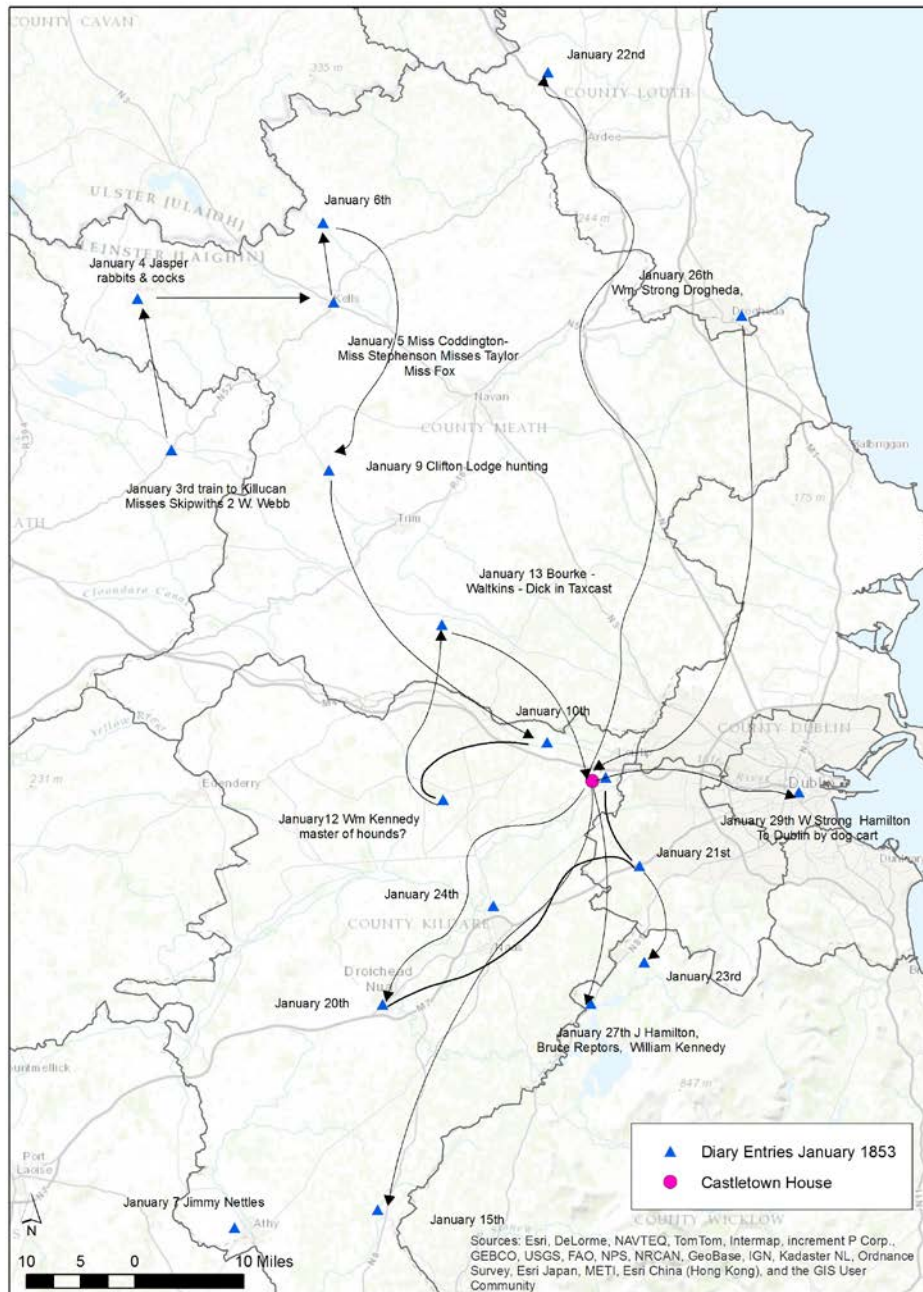 COUNTY CAVAN
January 22nd
335 m
COUNTY LOUTH
Ardee
ULSTER
January 6th
244 m
January 4 Jasper
rabbits & cocks
January 26th
Wm. Strong Drogheda,
Kells
Drogheda
January 5 Miss Coddington-
Miss Stephenson Misses Taylor
Miss Fox
N52
Navan
COUNTY MEATH
Balbriggan
January 9 Clifton Lodge hunting
January 3rd train to Killucan
Misses Skipwiths 2 W. Webb
175 m
Trim
January 13 Bourke -
Waltkins - Dick in Taxcast
January 10th
COUNTY DUBLIN
231 m
Edenderry
Dublin
January12 Wm Kennedy
master of hounds?
January 29th W Strong Hamilton
To Dublin by dog cart
January 21st
January 24th
COUNTY KILDARE
Naas
Droichead
Nua
January 20th
M7
January 23rd
January 27th J Hamilton,
Bruce Reptors, William Kennedy
847 m
Port
Laoise
Diary Entries January 1853
Castletown House
January 7 Jimmy Nettles
Athy
January 15th
COUNTY WICKLOW
N
10 5 0 10 Miles
Sources: Esri, DeLorme, NAVTEQ, TomTom, Intermap, increment P Corp.,
GEBCO, USGS, FAO, NPS, NRCAN, GeoBase, IGN, Kadaster NL, Ordnance
Survey, Esri Japan, METI, Esri China (Hong Kong), and the GIS User
Community